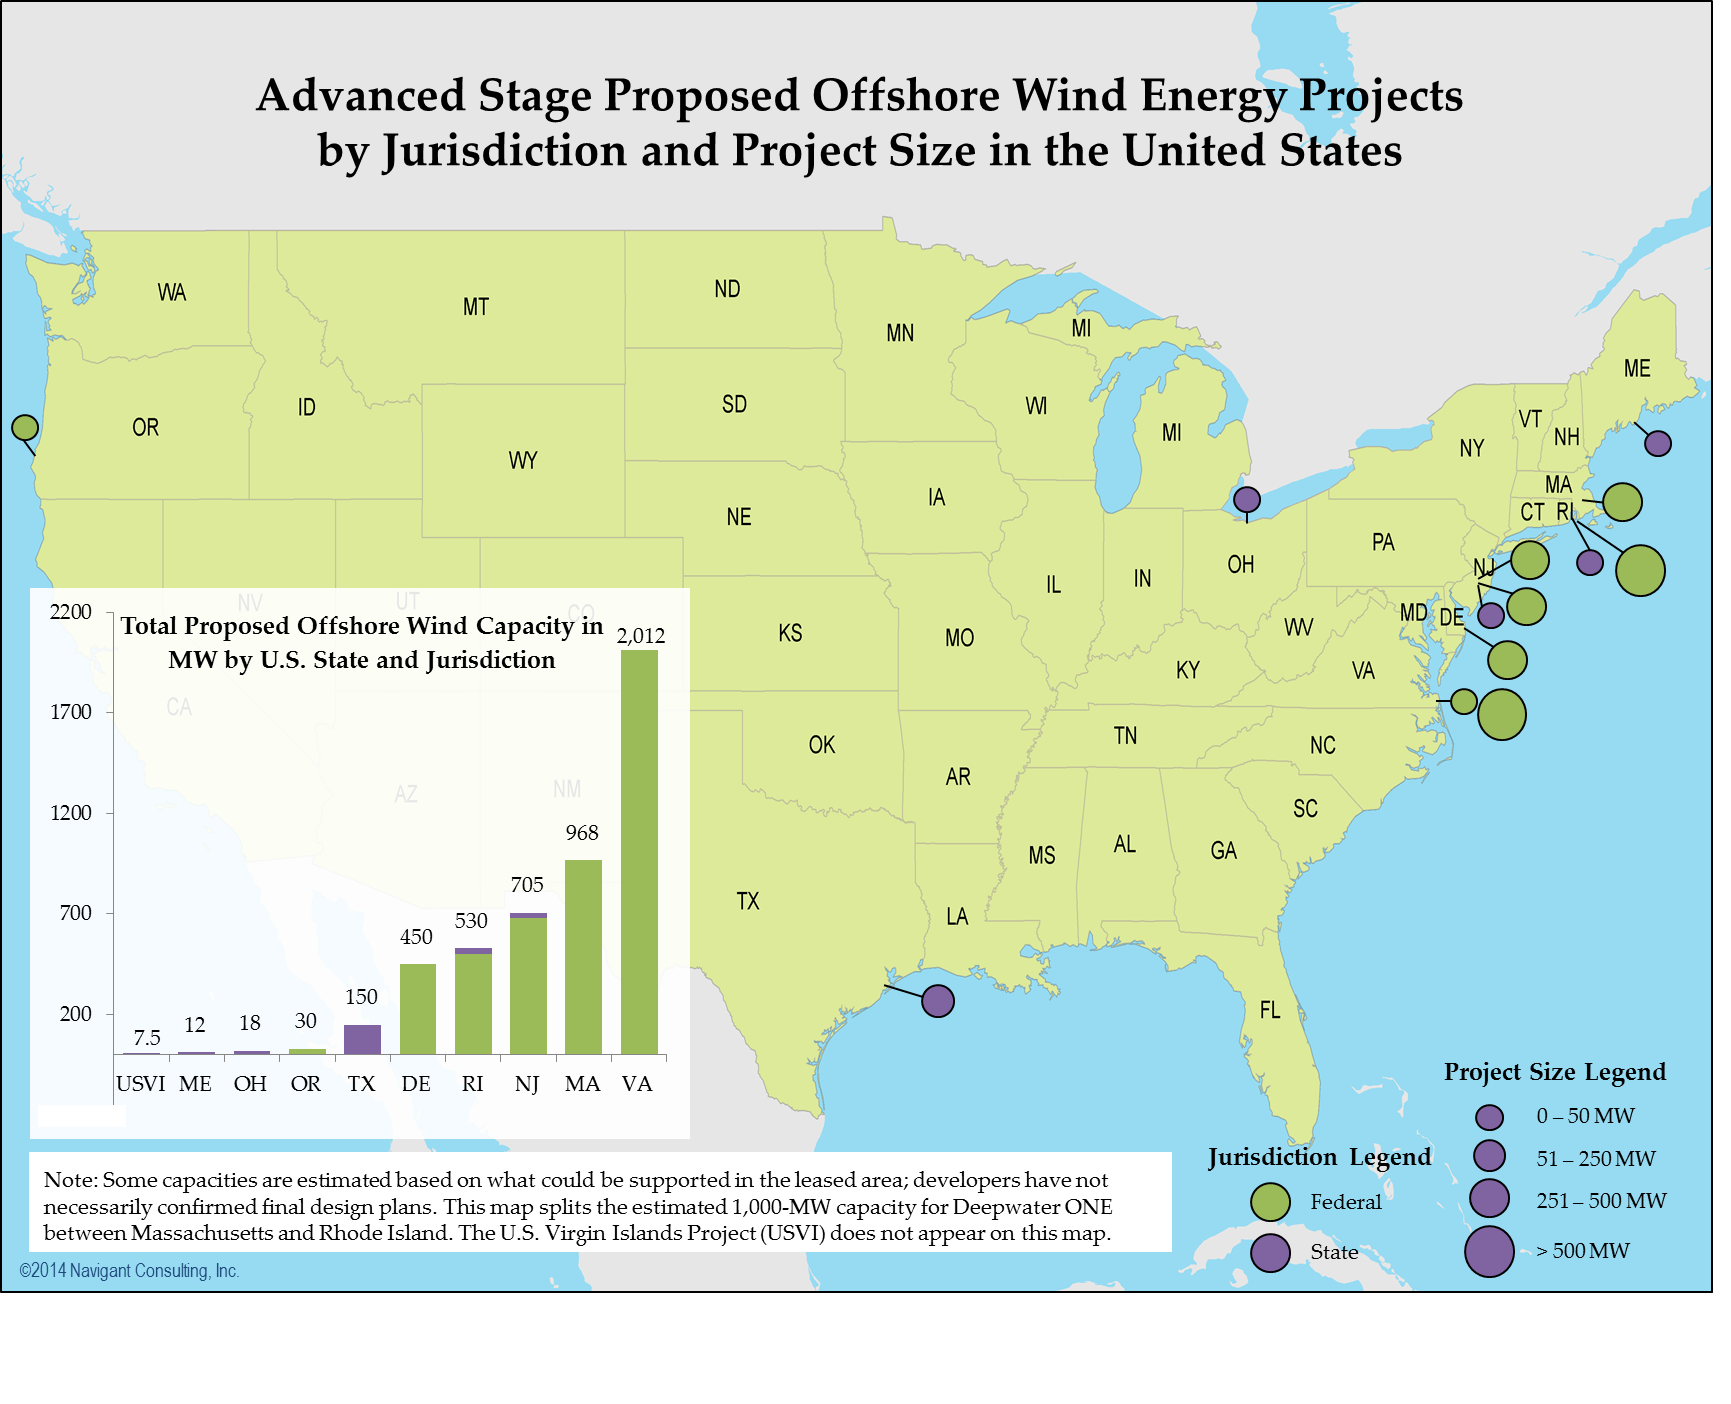 Advanced Stage Proposed Offshore Wind Energy Projects
by Jurisdiction and Project Size in the United States
WA
MT
ND
MN
MI
ME
OR
ID
SD
WI
MI
VT
NH
NY
WY
IA
MA
CT RI
NE
PA
NJ
OH
IL
IN
MD
DE
NV
UT
CO
KS
MO
WV
VA
KY
CA
OK
TN
NC
AZ
NM
AR
SC
MS
AL
GA
TX
LA
FL
Total Proposed Offshore Wind Capacity in
MW by U.S. State and Jurisdiction
2200
1700
1200
700
200
7.5
12
18
30
150
450
530
705
968
2,012
USVI ME OH OR TX DE RI NJ MA VA
Project Size Legend
0 – 50 MW
51 – 250 MW
251 – 500 MW
> 500 MW
Jurisdiction Legend
Federal
State
Note: Some capacities are estimated based on what could be supported in the leased area; developers have not
necessarily confirmed final design plans. This map splits the estimated 1,000-MW capacity for Deepwater ONE
between Massachusetts and Rhode Island. The U.S. Virgin Islands Project (USVI) does not appear on this map.
©2014 Navigant Consulting, Inc.